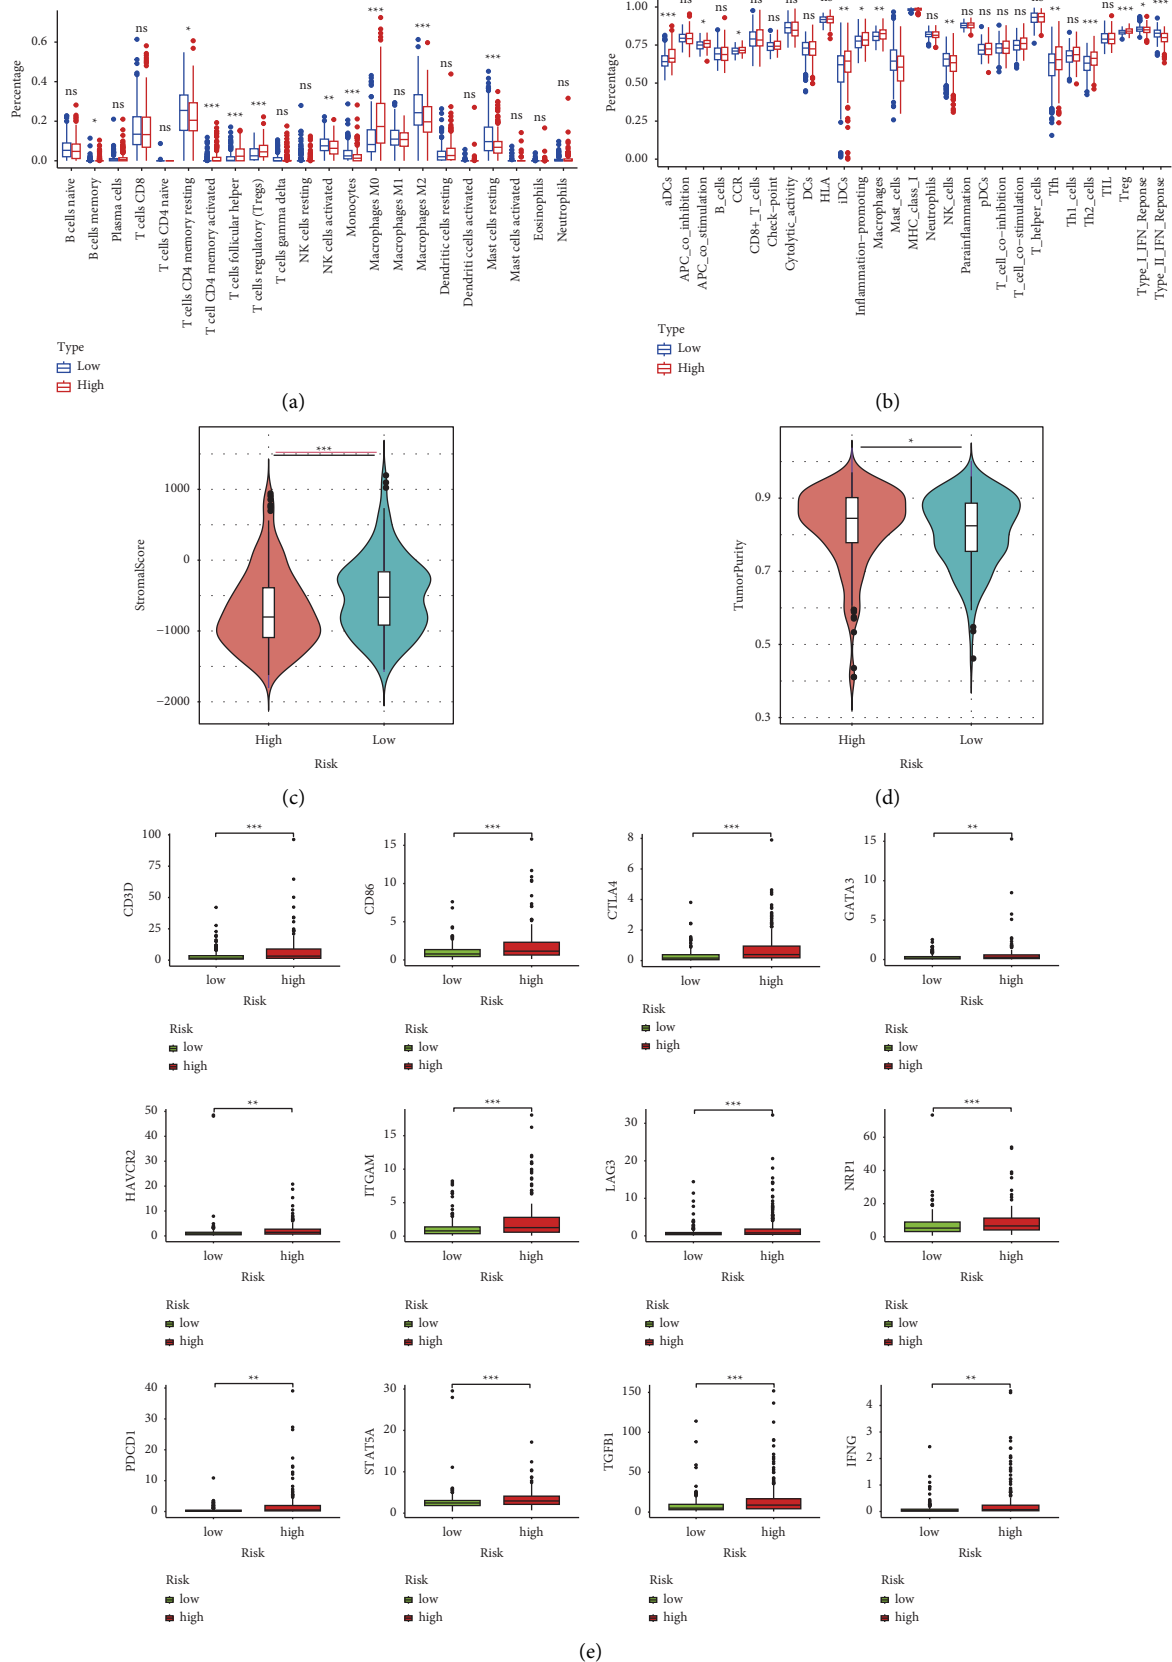 Percentage
0.6
0.4
0.2
0.0
ns
*
ns
ns
ns
*
***
***
***
ns
ns
**
***
***
ns
***
ns
ns
***
ns
ns
ns
B cells naive
B cells memory
Plasma cells
T cells CD8
T cells CD4 naive
T cells CD4 memory resting
T cell CD4 memory activated
T cells follicular helper
T cells regulatory (Tregs)
T cells gamma delta
NK cells resting
NK cells activated
Monocytes
Macrophages M0
Macrophages M1
Macrophages M2
Dendritic cells resting
Dendriti cells activated
Mast cells resting
Mast cells activated
Eosinophils
Neutrophils
Type
Low
High
(a)
Percentage
1.00
0.75
0.50
0.25
0.00
***
ns
*
ns
*
ns
ns
ns
ns
ns
**
*
***
ns
ns
**
ns
ns
ns
ns
**
ns
***
ns
***
*
***
aDCs
APC_co_inhibition
APC_co_stimulation
B_cells
CCR
CD8+_T_cells
Check-point
Cytolytic_activity
DCs
HLA
iDCs
Inflammation-promoting
Macrophages
Mast_cells
MHC_class_I
Neutrophils
NK_cells
Parainflammation
pDCs
T_cell_co-inhibition
T_cell_co-stimulation
T_helper_cells
Tfh
Th1_cells
Th2_cells
TIL
Treg
Type_I_IFN_Reponse
Type_II_IFN_Reponse
Type
Low
High
(b)
StromalScore
1000
0
−1000
−2000
***
High
Low
Risk
(c)
TumorPurity
0.9
0.7
0.5
0.3
*
High
Low
Risk
(d)
CD3D
100
75
50
25
0
***
low
high
Risk
Risk
low
high
CD86
15
10
5
0
***
low
high
Risk
Risk
low
high
CTLA4
8
6
4
2
0
***
low
high
Risk
Risk
low
high
GATA3
15
10
5
0
**
low
high
Risk
Risk
low
high
HAVCR2
50
40
30
20
10
0
**
low
high
Risk
Risk
low
high
ITGAM
15
10
5
0
***
low
high
Risk
Risk
low
high
LAG3
30
20
10
0
***
low
high
Risk
Risk
low
high
NRP1
60
40
20
0
***
low
high
Risk
Risk
low
high
PDCD1
40
30
20
10
0
**
low
high
Risk
Risk
low
high
STAT5A
30
20
10
0
***
low
high
Risk
Risk
low
high
TGFB1
150
100
50
0
***
low
high
Risk
Risk
low
high
IFNG
4
3
2
1
0
**
low
high
Risk
Risk
low
high
(e)